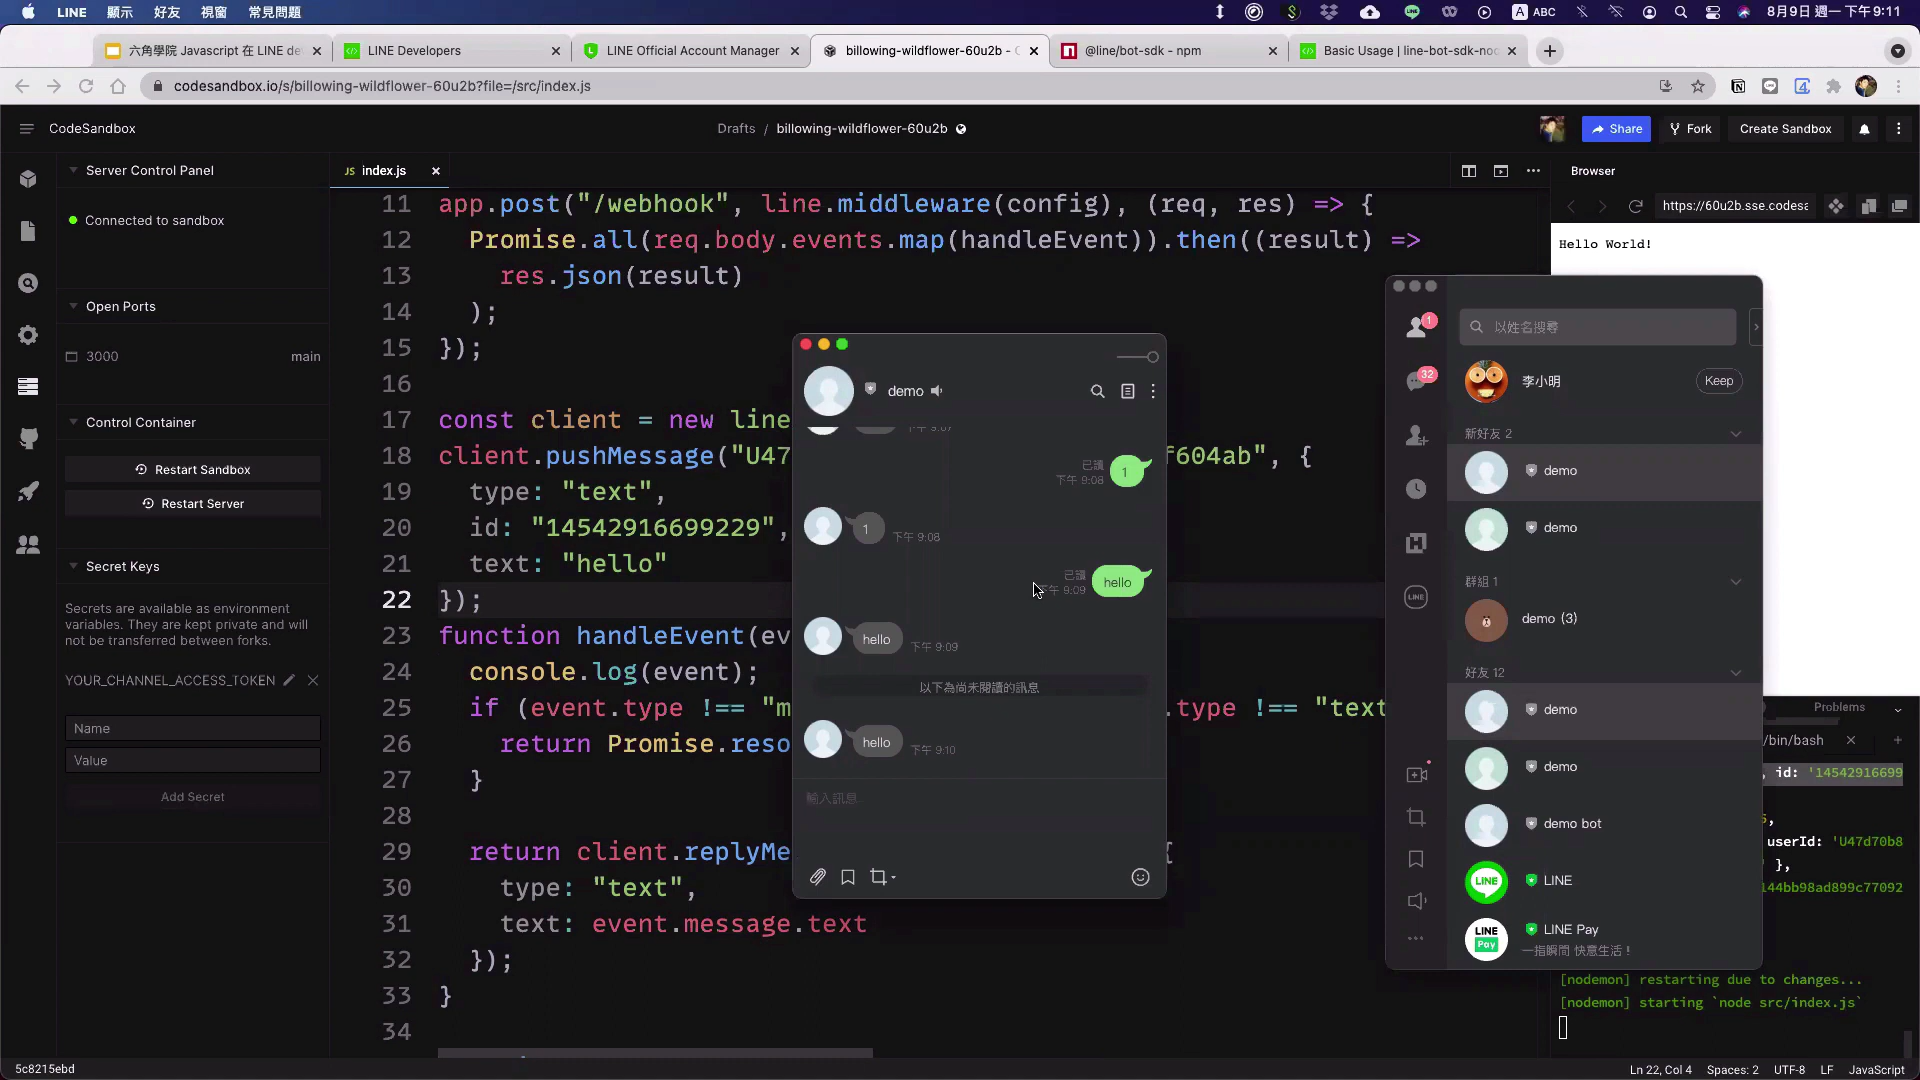 LINE 顯示 好友 視窗 常見問題
ABC 8月9日 週一 下午9:11
六角學院 Javascript 在 LINE de
LINE Developers
LINE Official Account Manager
billowing-wildflower-60u2b -
@line/bot-sdk - npm
Basic Usage | line-bot-sdk-no
codesandbox.io/s/billowing-wildflower-60u2b?file=/src/index.js
CodeSandbox
Drafts / billowing-wildflower-60u2b
Share
Fork
Create Sandbox
Server Control Panel
Connected to sandbox
Open Ports
3000 main
Control Container
Restart Sandbox
Restart Server
Secret Keys
Secrets are available as environment
variables. They are kept private and will
not be transferred between forks.
YOUR_CHANNEL_ACCESS_TOKEN
Name
Value
Add Secret
JS index.js
11 app.post("/webhook", line.middleware(config), (req, res) => {
12 Promise.all(req.body.events.map(handleEvent)).then((result) =>
13 res.json(result)
14 );
15 });
16
17 const client = new line
18 client.pushMessage("U47 f604ab", {
19 type: "text",
20 id: "14542916699229",
21 text: "hello"
22 });
23 function handleEvent(ev
24 console.log(event);
25 if (event.type !== "m .type !== "text
26 return Promise.reso
27 }
28
29 return client.replyMe {
30 type: "text",
31 text: event.message.text
32 });
33 }
34
demo
下午 9:07
已讀
下午 9:08
1
1
下午 9:08
已讀
下午 9:09
hello
hello
下午 9:09
以下為尚未閱讀的訊息
hello
下午 9:10
輸入訊息
Browser
https://60u2b.sse.codesa
Hello World!
1
32
以姓名搜尋
李小明
Keep
新好友 2
demo
demo
群組 1
demo (3)
好友 12
demo
demo
demo bot
LINE
LINE
LINE
LINE Pay
Pay
一指瞬間 快意生活!
Problems
/bin/bash
, id: '14542916699
userId: 'U47d70b8
},
144bb98ad899c77092
[nodemon] restarting due to changes...
[nodemon] starting `node src/index.js`
5c8215ebd
Ln 22, Col 4 Spaces: 2 UTF-8 LF JavaScript